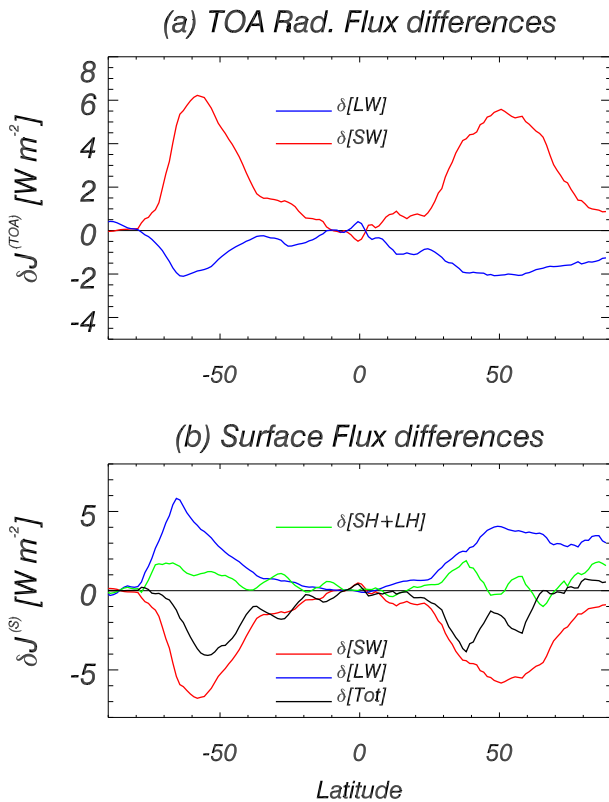 (a) TOA Rad. Flux differences
8
6
4
2
0
-2
-4
δJ(TOA) [W m-2]
δ[LW]
δ[SW]
-50 0 50
(b) Surface Flux differences
5
0
-5
δJ(S) [W m-2]
δ[SH+LH]
δ[SW]
δ[LW]
δ[Tot]
-50 0 50
Latitude